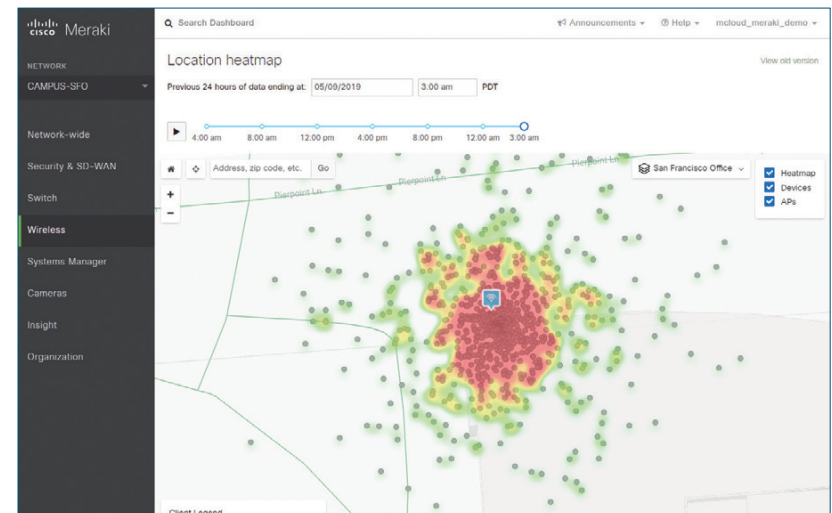 cisco Meraki
Search Dashboard
Announcements
Help
mcloud_meraki_demo
NETWORK
CAMPUS-SFO
Location heatmap
View old version
Previous 24 hours of data ending at: 05/09/2019 3:00 am PDT
4:00 am 8:00 am 12:00 pm 4:00 pm 8:00 pm 12:00 am 3:00 am
Network-wide
Security & SD-WAN
Switch
Wireless
Systems Manager
Cameras
Insight
Organization
Address, zip code, etc. Go
San Francisco Office
Heatmap
Devices
APs
+
−
Pierpoint Ln.
Pierpoint Ln.
Pierpoint Ln.
Client Legend